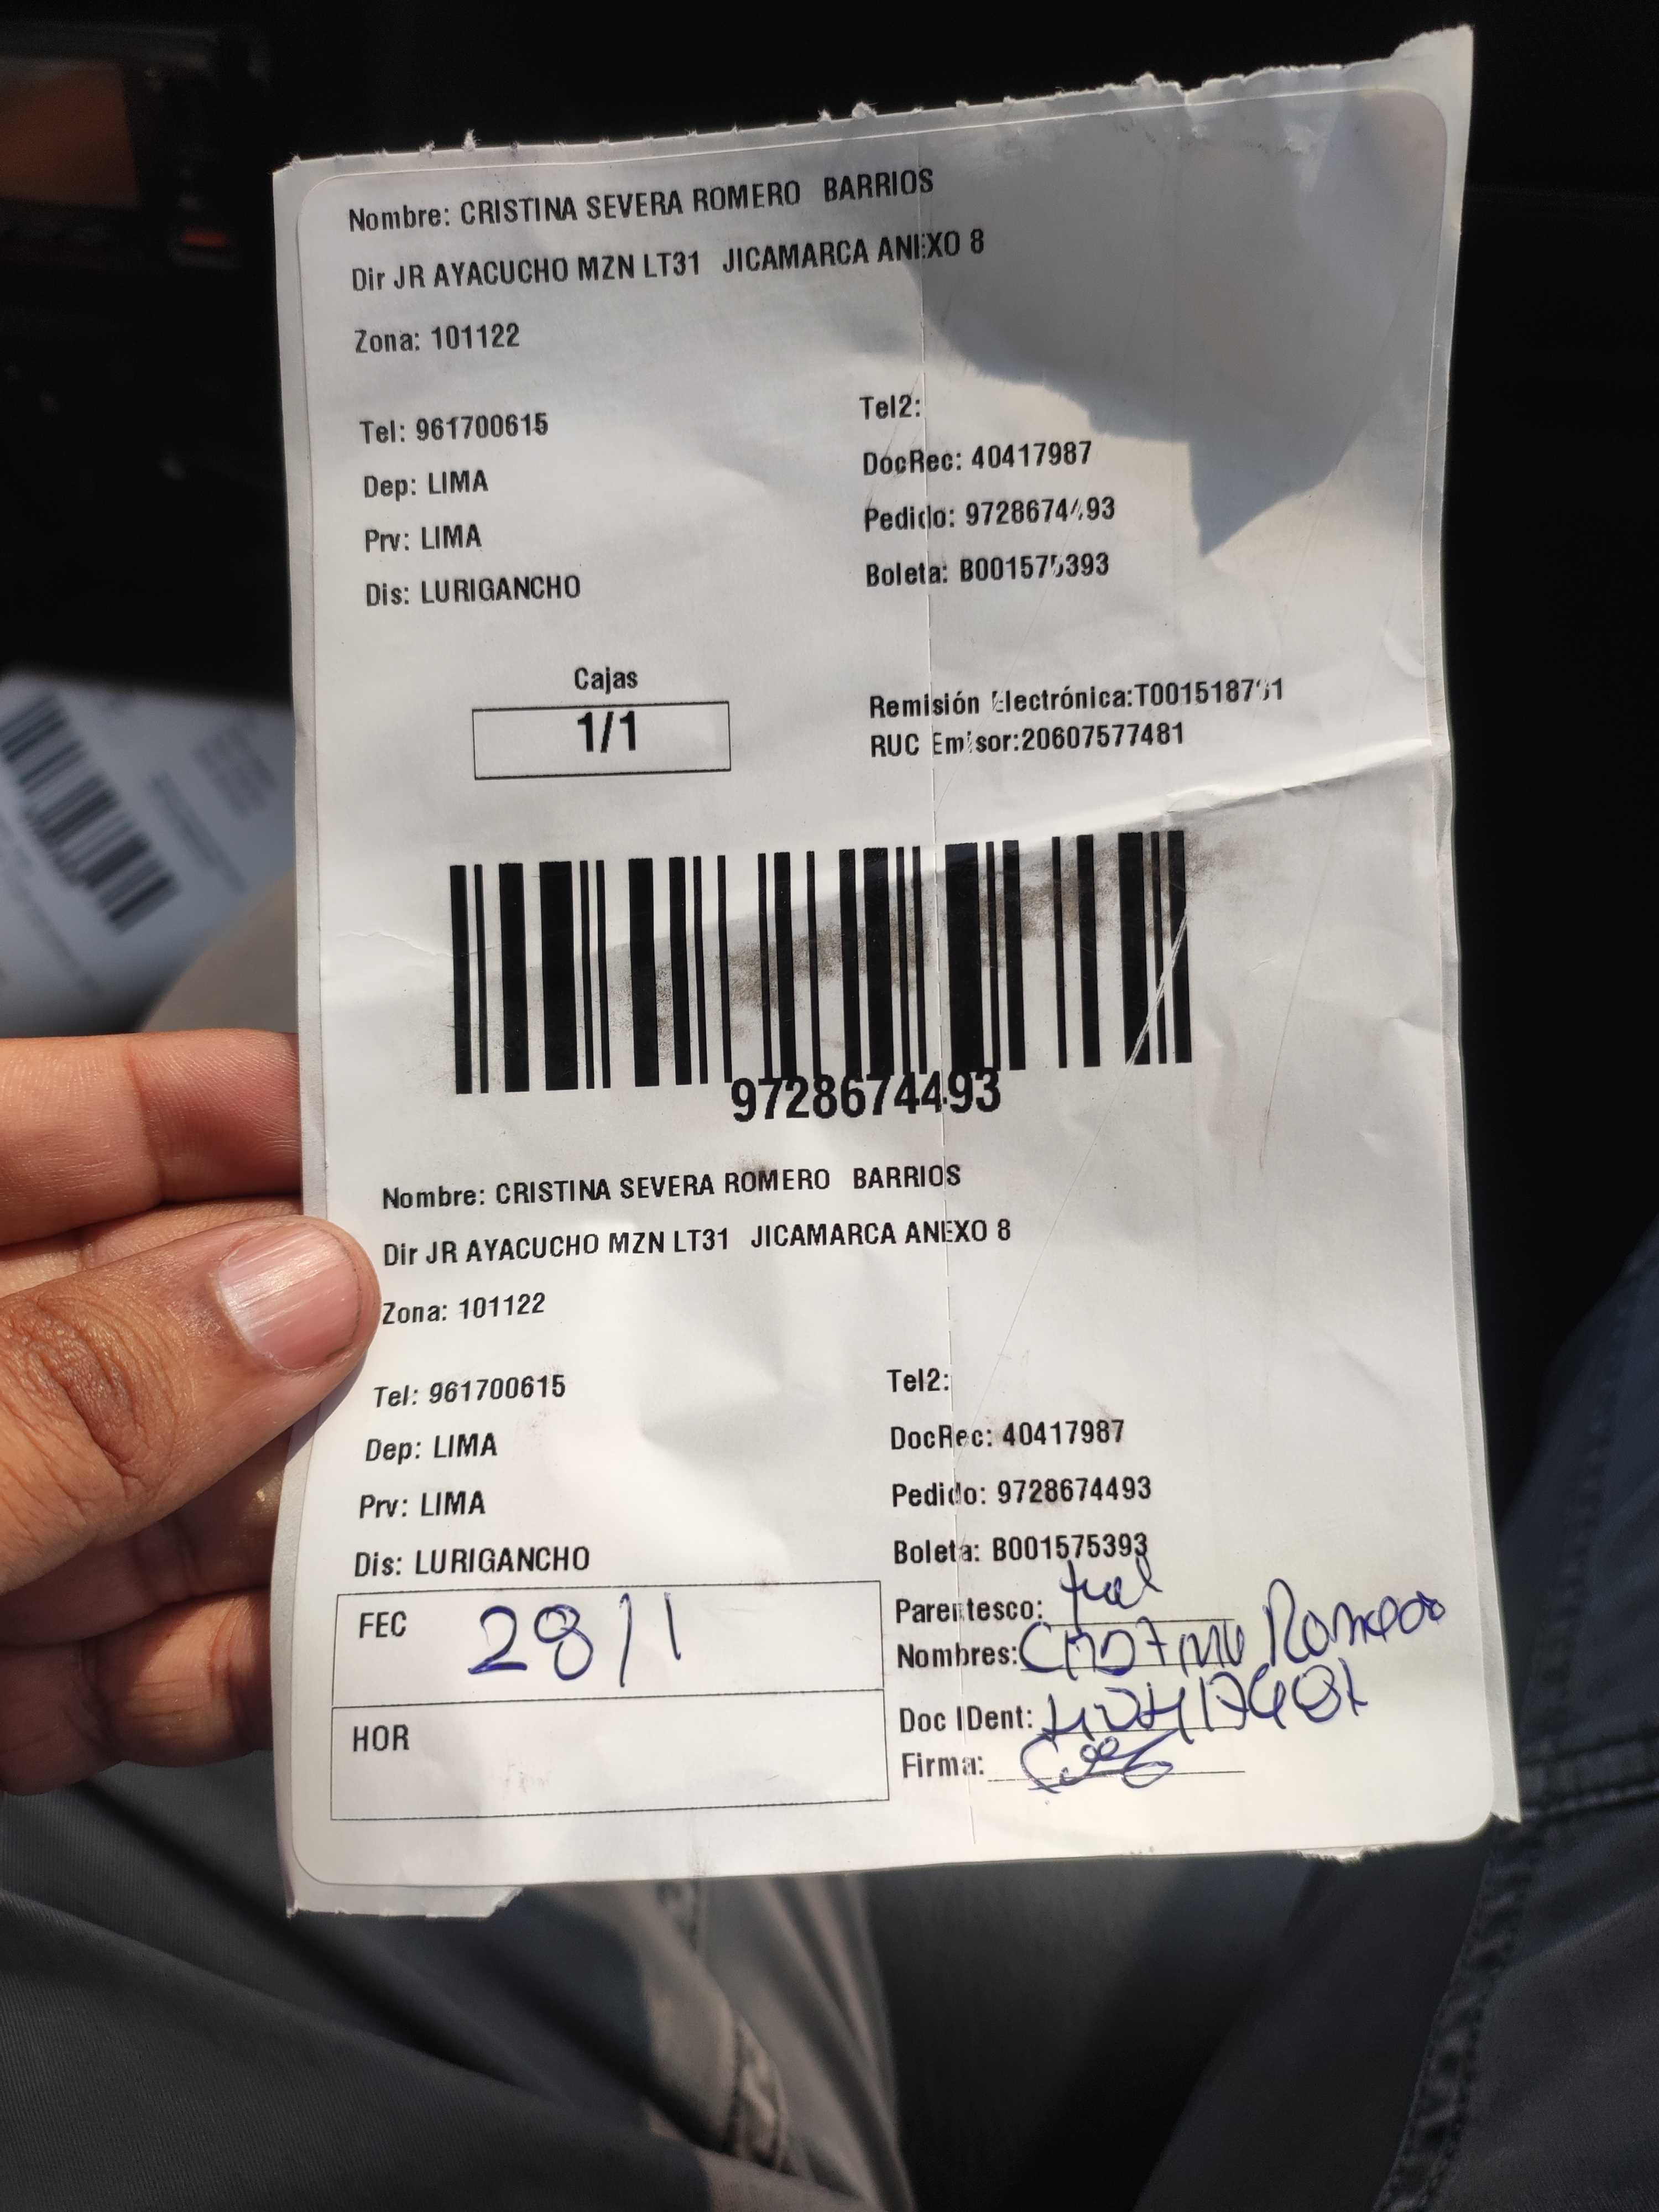 Nombre: CRISTINA SEVERA ROMERO BARRIOS
Dir JR AYACUCHO MZN LT31 JICAMARCA ANEXO 8
Zona: 101122
Tel: 961700615
Tel2:
Dep: LIMA
DocRec: 40417987
Prv: LIMA
Pedido: 9728674493
Dis: LURIGANCHO
Boleta: B001575393
Cajas
1/1
Remisión Electrónica:
RUC Emisor:20607577481
9728674493
Nombre: CRISTINA SEVERA ROMERO BARRIOS
Dir JR AYACUCHO MZN LT31 JICAMARCA ANEXO 8
Zona: 101122
Tel: 961700615
Tel2:
Dep: LIMA
DocRec: 40417987
Prv: LIMA
Pedido: 9728674493
Dis: LURIGANCHO
Boleta: B001575393
FEC 28/1
Parentesco:
Nombres: Romero
HOR
Doc IDent:
Firma: